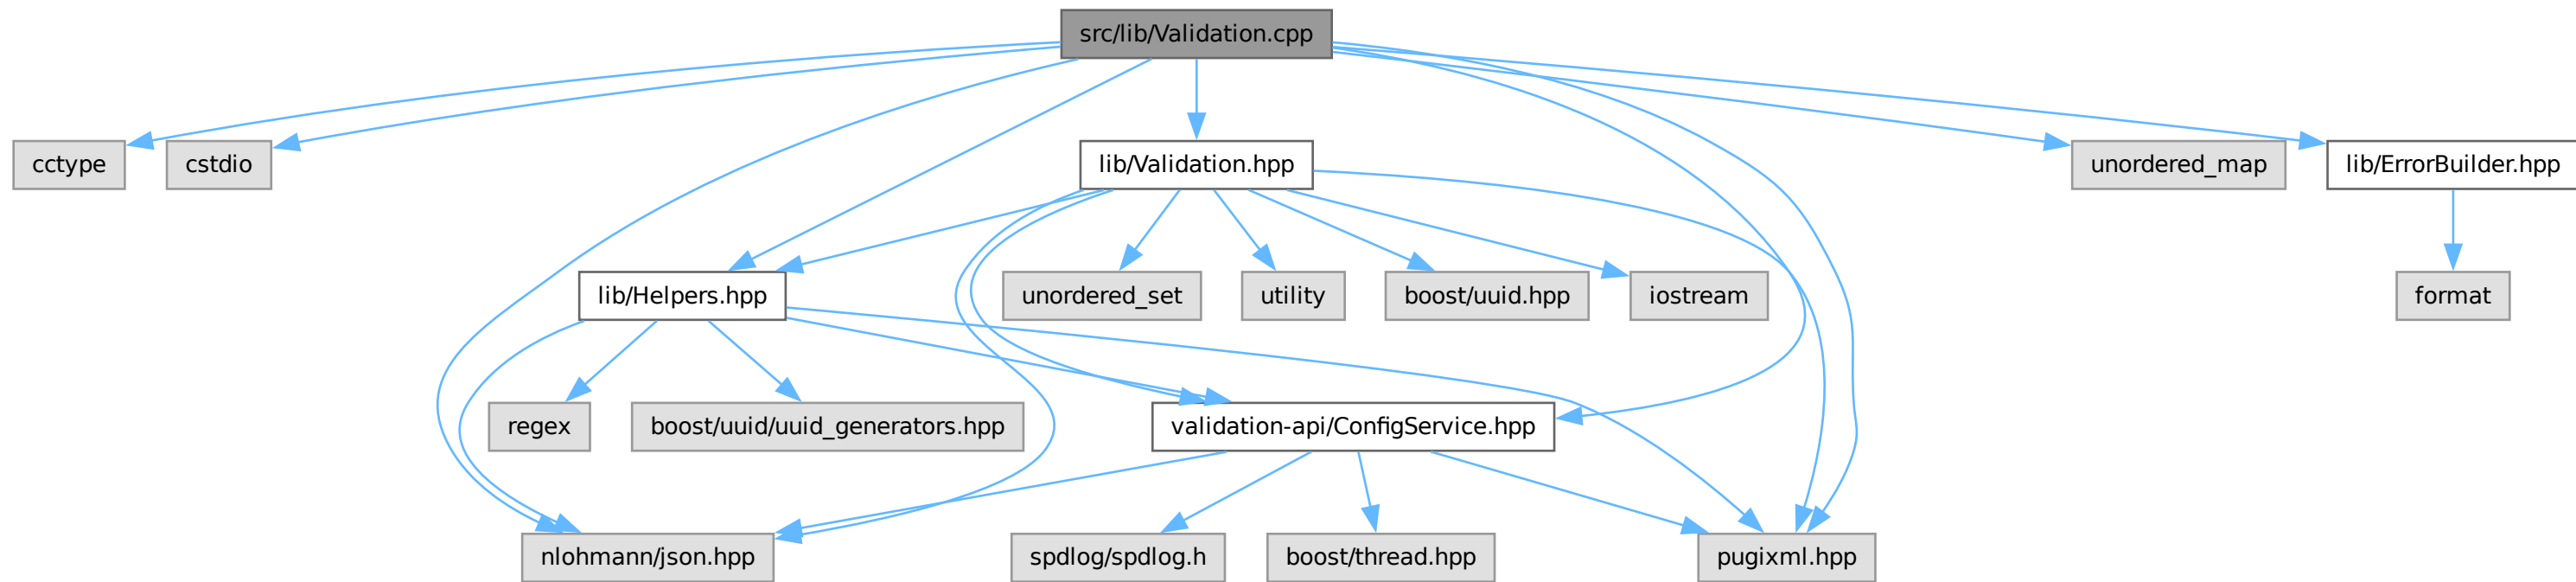 src/lib/Validation.cpp
cctype
cstdio
lib/Validation.hpp
unordered_map
lib/ErrorBuilder.hpp
lib/Helpers.hpp
unordered_set
utility
boost/uuid.hpp
iostream
format
regex
boost/uuid/uuid_generators.hpp
validation-api/ConfigService.hpp
nlohmann/json.hpp
spdlog/spdlog.h
boost/thread.hpp
pugixml.hpp